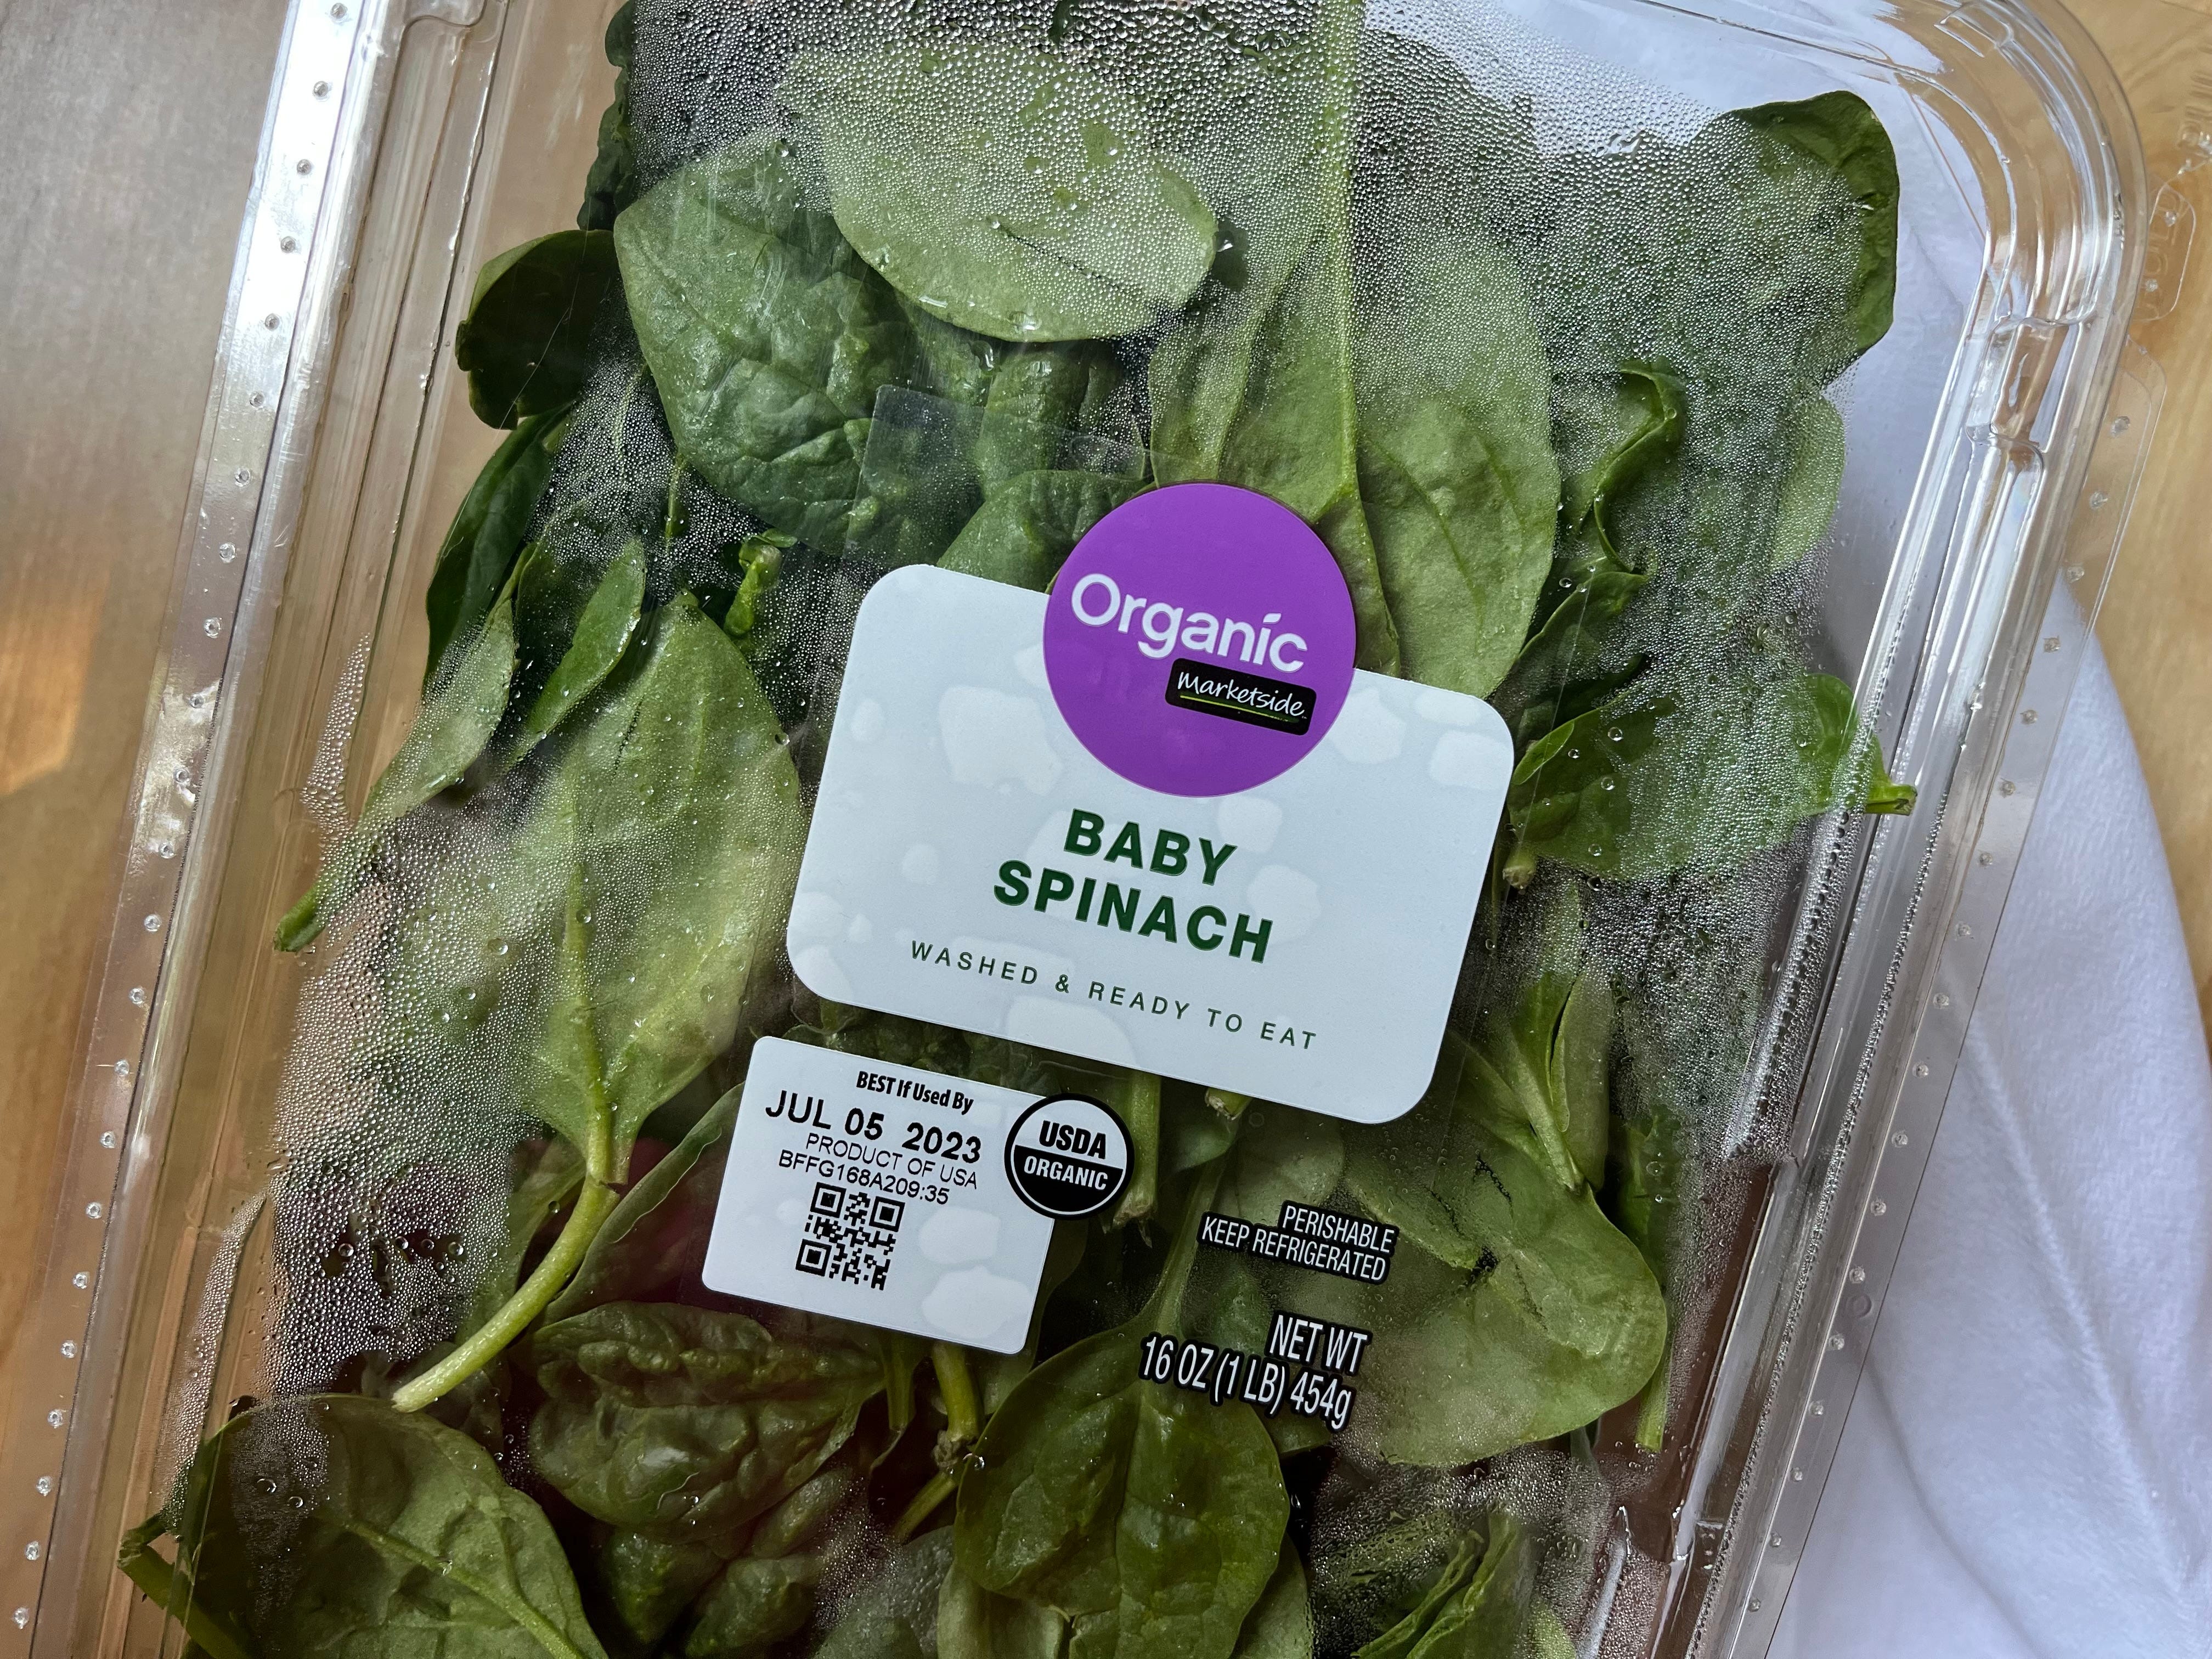 Organic
Marketside
BABY
SPINACH
WASHED & READY TO EAT
BEST If Used By
JUL 05 2023
PRODUCT OF USA
BFFG168A209:35
USDA
ORGANIC
PERISHABLE
KEEP REFRIGERATED
NET WT
16 OZ (1 LB) 454g